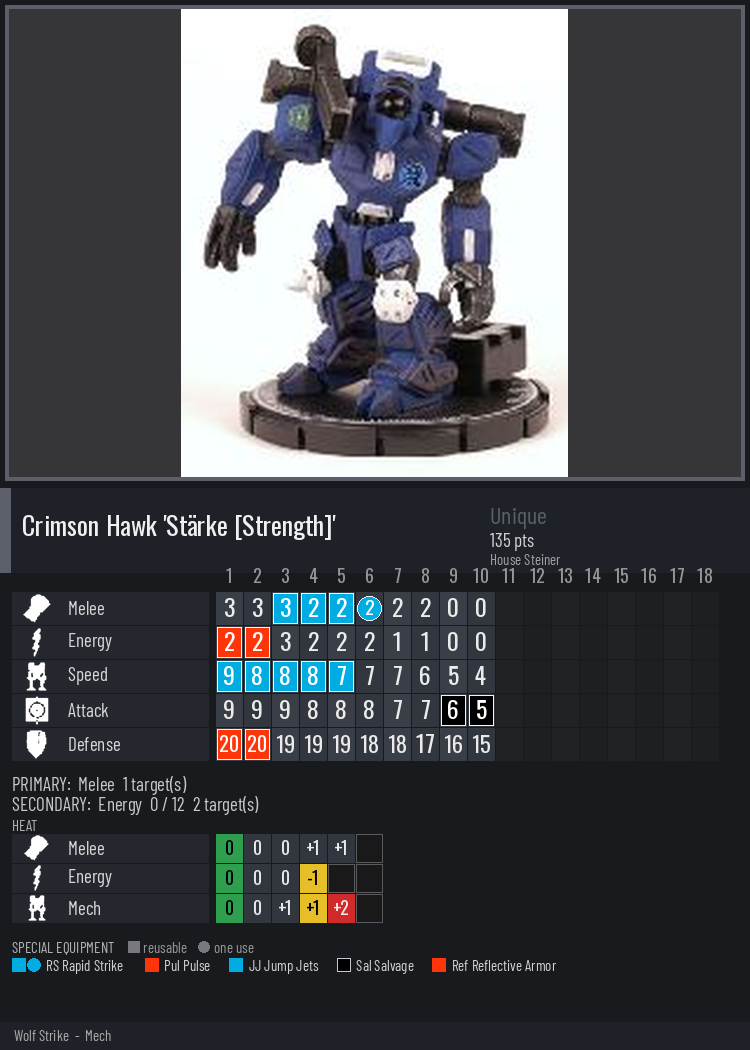 Crimson Hawk 'Stärke [Strength]'
Unique
135 pts
House Steiner
1 2 3 4 5 6 7 8 9 10 11 12 13 14 15 16 17 18
Melee 3 3 3 2 2 2 2 2 0 0
Energy 2 2 3 2 2 2 1 1 0 0
Speed 9 8 8 8 7 7 7 6 5 4
Attack 9 9 9 8 8 8 7 7 6 5
Defense 20 20 19 19 19 18 18 17 16 15
PRIMARY: Melee 1 target(s)
SECONDARY: Energy 0 / 12 2 target(s)
HEAT
Melee 0 0 0 +1 +1
Energy 0 0 0 -1
Mech 0 0 +1 +1 +2
SPECIAL EQUIPMENT reusable one use
RS Rapid Strike Pul Pulse JJ Jump Jets Sal Salvage Ref Reflective Armor
Wolf Strike - Mech